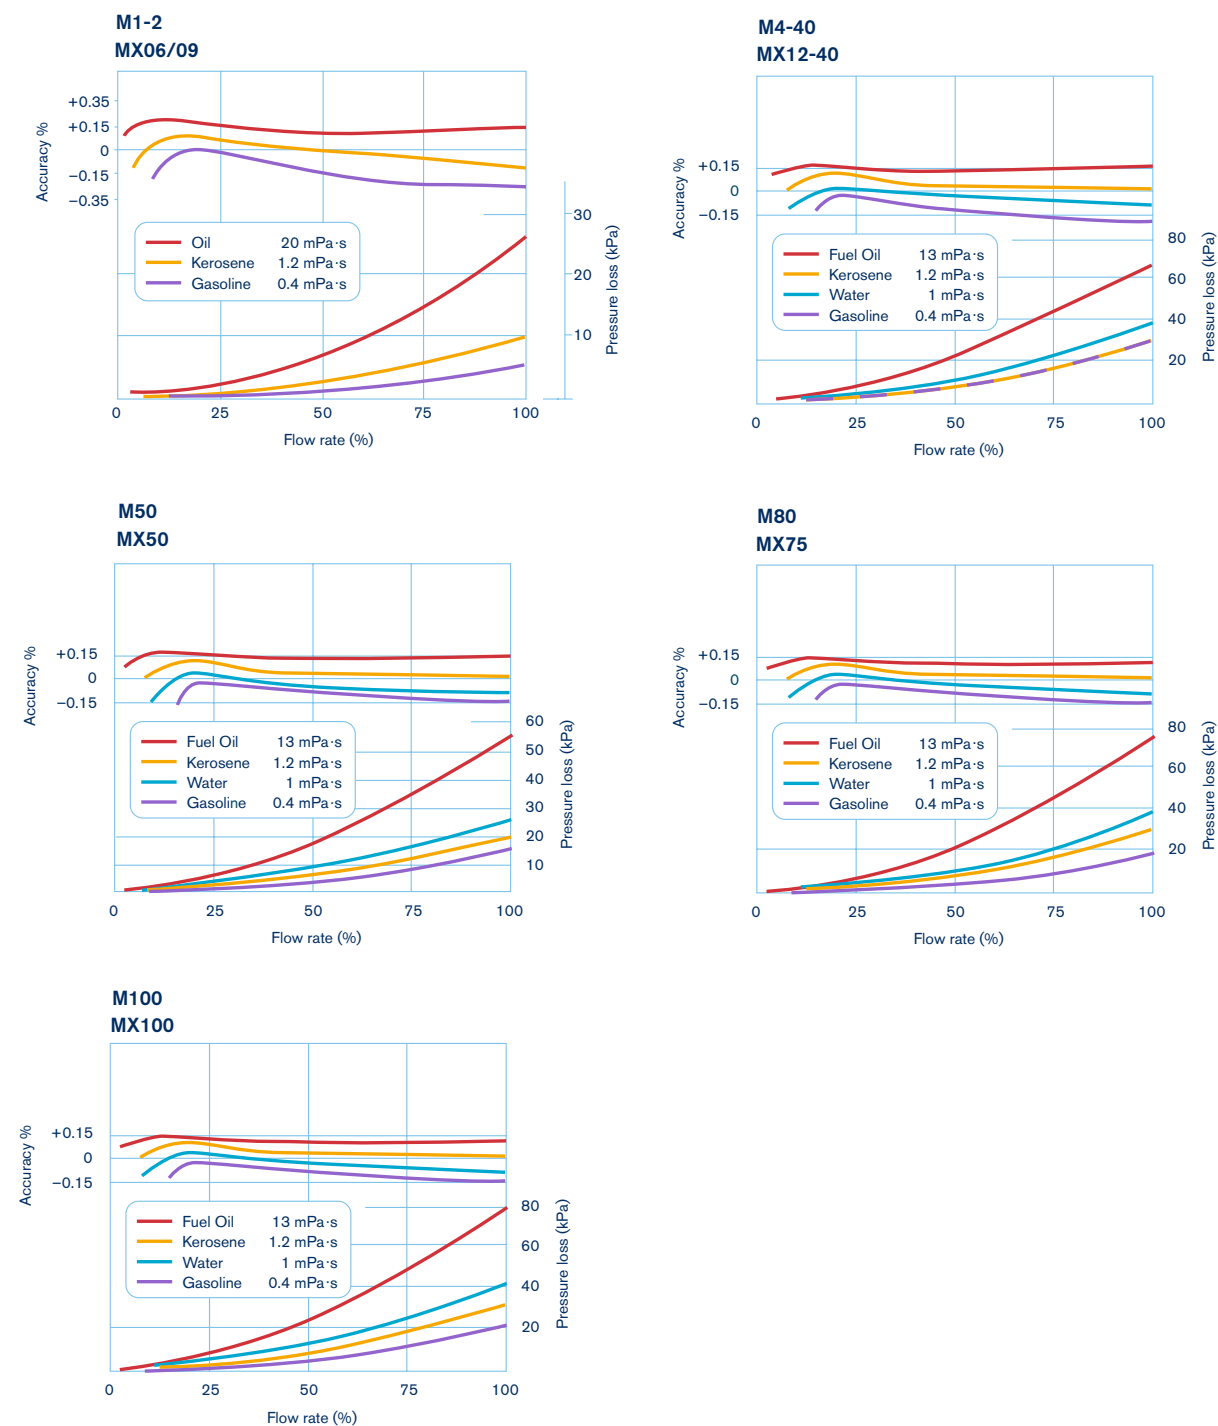 M1-2
MX06/09
+0.35
+0.15
0
−0.15
−0.35
Accuracy %
30
20
10
Pressure loss (kPa)
Oil 20 mPa·s
Kerosene 1.2 mPa·s
Gasoline 0.4 mPa·s
0 25 50 75 100
Flow rate (%)
M4-40
MX12-40
+0.15
0
−0.15
Accuracy %
80
60
40
20
Pressure loss (kPa)
Fuel Oil 13 mPa·s
Kerosene 1.2 mPa·s
Water 1 mPa·s
Gasoline 0.4 mPa·s
0 25 50 75 100
Flow rate (%)
M50
MX50
+0.15
0
−0.15
Accuracy %
60
50
40
30
20
10
Pressure loss (kPa)
Fuel Oil 13 mPa·s
Kerosene 1.2 mPa·s
Water 1 mPa·s
Gasoline 0.4 mPa·s
0 25 50 75 100
Flow rate (%)
M80
MX75
+0.15
0
−0.15
Accuracy %
80
60
40
20
Pressure loss (kPa)
Fuel Oil 13 mPa·s
Kerosene 1.2 mPa·s
Water 1 mPa·s
Gasoline 0.4 mPa·s
0 25 50 75 100
Flow rate (%)
M100
MX100
+0.15
0
−0.15
Accuracy %
80
60
40
20
Pressure loss (kPa)
Fuel Oil 13 mPa·s
Kerosene 1.2 mPa·s
Water 1 mPa·s
Gasoline 0.4 mPa·s
0 25 50 75 100
Flow rate (%)